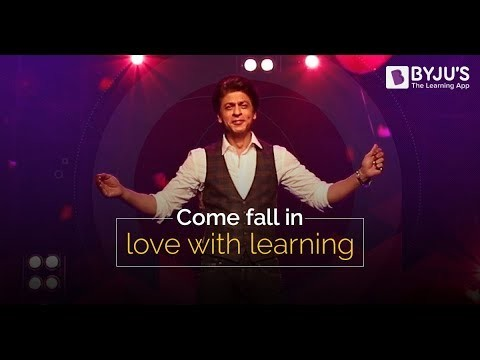 BYJU'S
The Learning App
Come fall in
love with learning